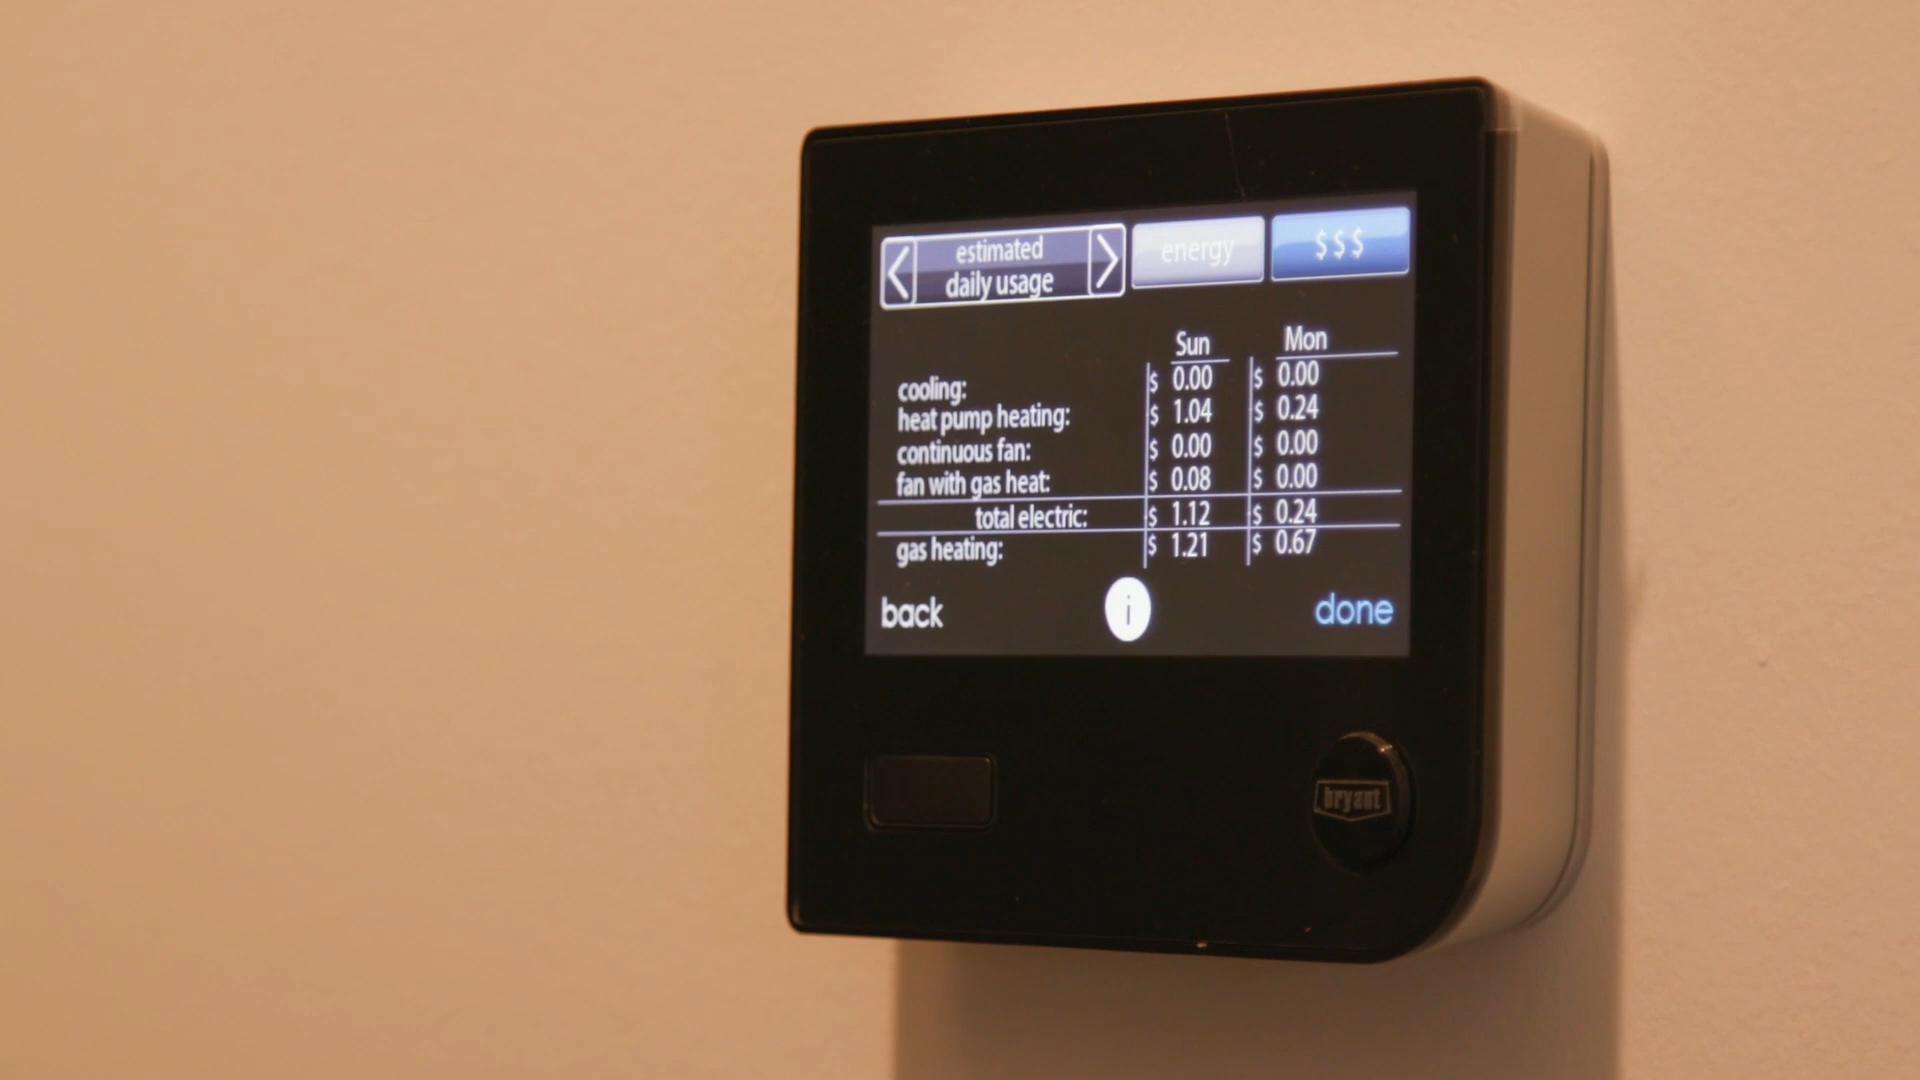 estimated
daily usage
energy
$$$
Sun Mon
cooling: $ 0.00 $ 0.00
heat pump heating: $ 1.04 $ 0.24
continuous fan: $ 0.00 $ 0.00
fan with gas heat: $ 0.08 $ 0.00
total electric: $ 1.12 $ 0.24
gas heating: $ 1.21 $ 0.67
back i done
bryant